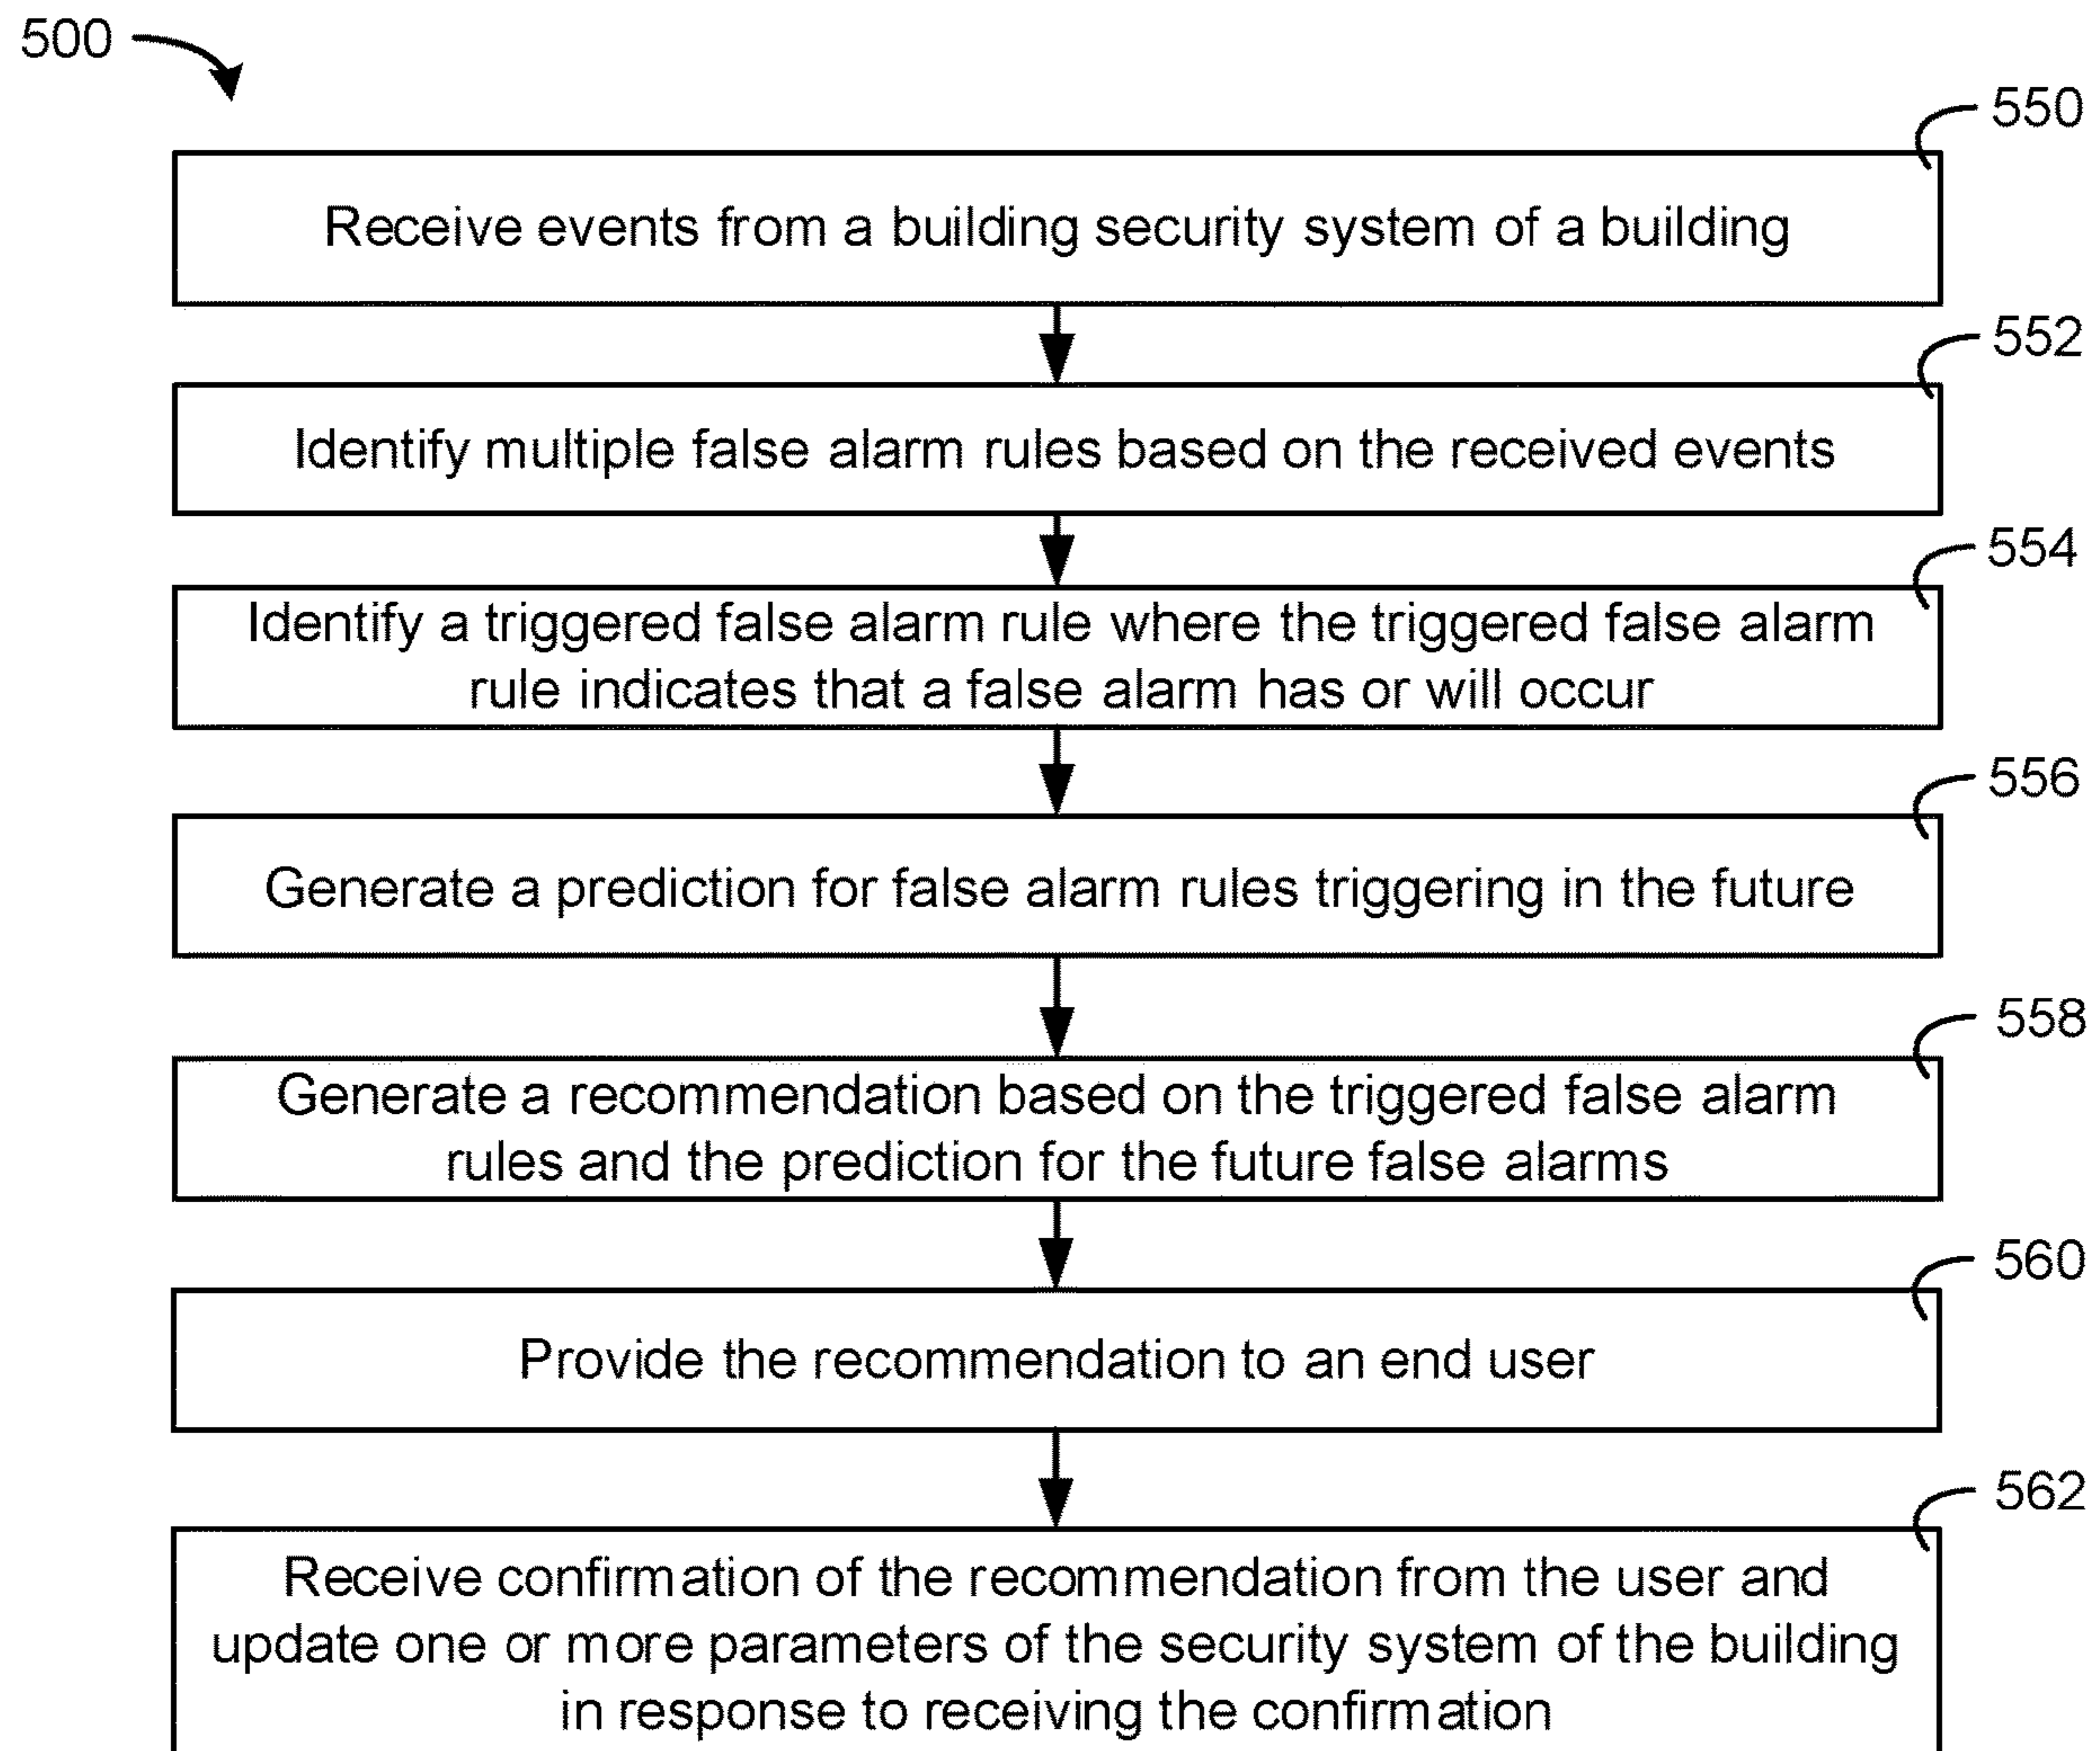 500
550
Receive events from a building security system of a building
552
Identify multiple false alarm rules based on the received events
554
Identify a triggered false alarm rule where the triggered false alarm
rule indicates that a false alarm has or will occur
556
Generate a prediction for false alarm rules triggering in the future
558
Generate a recommendation based on the triggered false alarm
rules and the prediction for the future false alarms
560
Provide the recommendation to an end user
562
Receive confirmation of the recommendation from the user and
update one or more parameters of the security system of the building
in response to receiving the confirmation